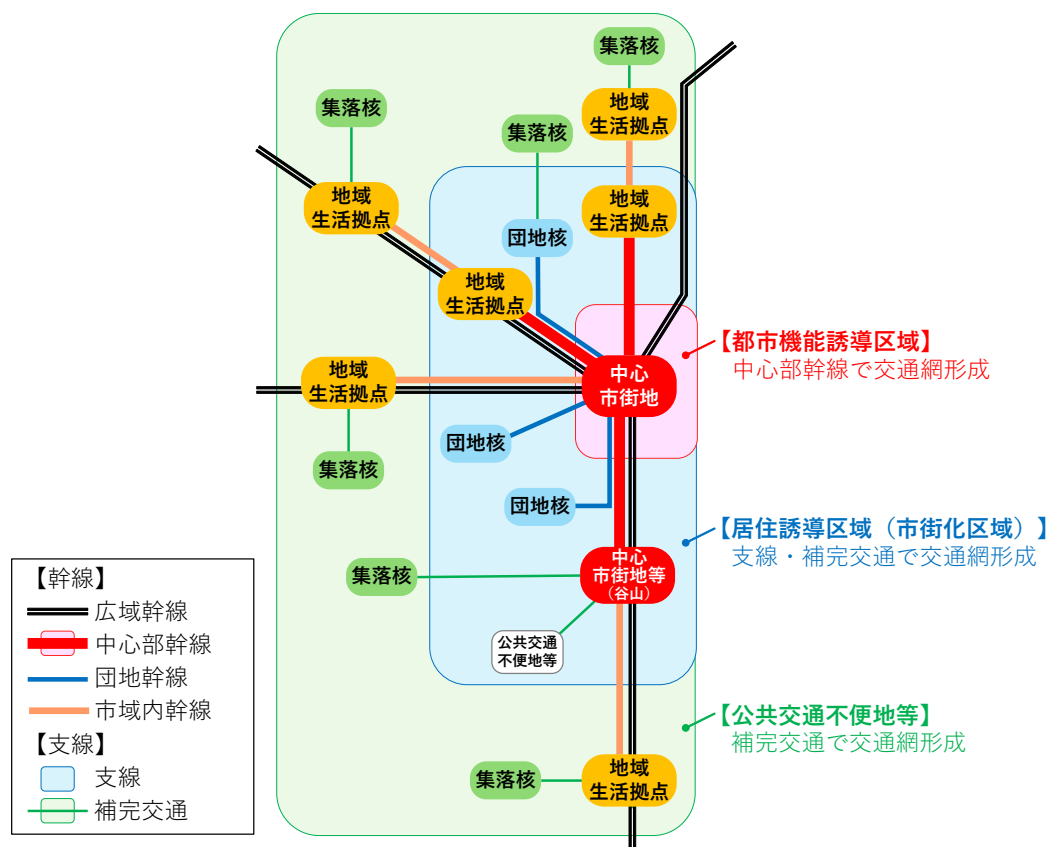 集落核
地域
生活拠点
集落核
集落核
地域
生活拠点
地域
生活拠点
団地核
地域
生活拠点
【都市機能誘導区域】
中心部幹線で交通網形成
中心
市街地
地域
生活拠点
団地核
集落核
団地核
【居住誘導区域（市街化区域）】
支線・補完交通で交通網形成
中心
市街地等
（谷山）
集落核
公共交通
不便地等
【公共交通不便地等】
補完交通で交通網形成
地域
生活拠点
集落核
【幹線】
広域幹線
中心部幹線
団地幹線
市域内幹線
【支線】
支線
補完交通